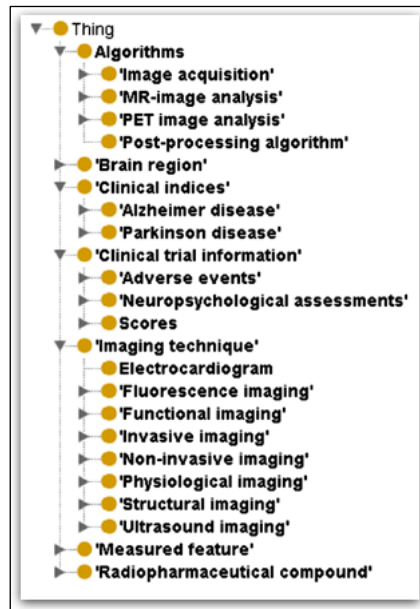 Thing
Algorithms
'Image acquisition'
'MR-image analysis'
'PET image analysis'
'Post-processing algorithm'
'Brain region'
'Clinical indices'
'Alzheimer disease'
'Parkinson disease'
'Clinical trial information'
'Adverse events'
'Neuropsychological assessments'
Scores
'Imaging technique'
Electrocardiogram
'Fluorescence imaging'
'Functional imaging'
'Invasive imaging'
'Non-invasive imaging'
'Physiological imaging'
'Structural imaging'
'Ultrasound imaging'
'Measured feature'
'Radiopharmaceutical compound'